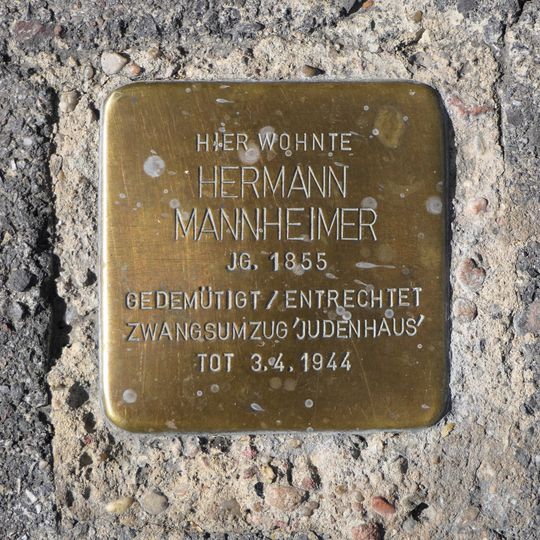 HIER WOHNTE
HERMANN
MANNHEIMER
JG. 1855
GEDEMÜTIGT / ENTRECHTET
ZWANGSUMZUG 'JUDENHAUS'
TOT 3.4.1944